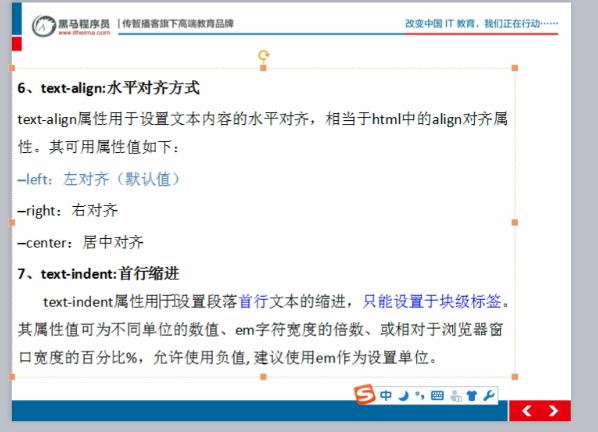 黑马程序员
www.itheima.com
传智播客旗下高端教育品牌
改变中国 IT 教育，我们正在行动……
6、text-align:水平对齐方式
text-align属性用于设置文本内容的水平对齐，相当于html中的align对齐属
性。其可用属性值如下：
–left：左对齐（默认值）
–right：右对齐
–center：居中对齐
7、text-indent:首行缩进
text-indent属性用于设置段落首行文本的缩进，只能设置于块级标签。
其属性值可为不同单位的数值、em字符宽度的倍数、或相对于浏览器窗
口宽度的百分比%，允许使用负值, 建议使用em作为设置单位。
S 中